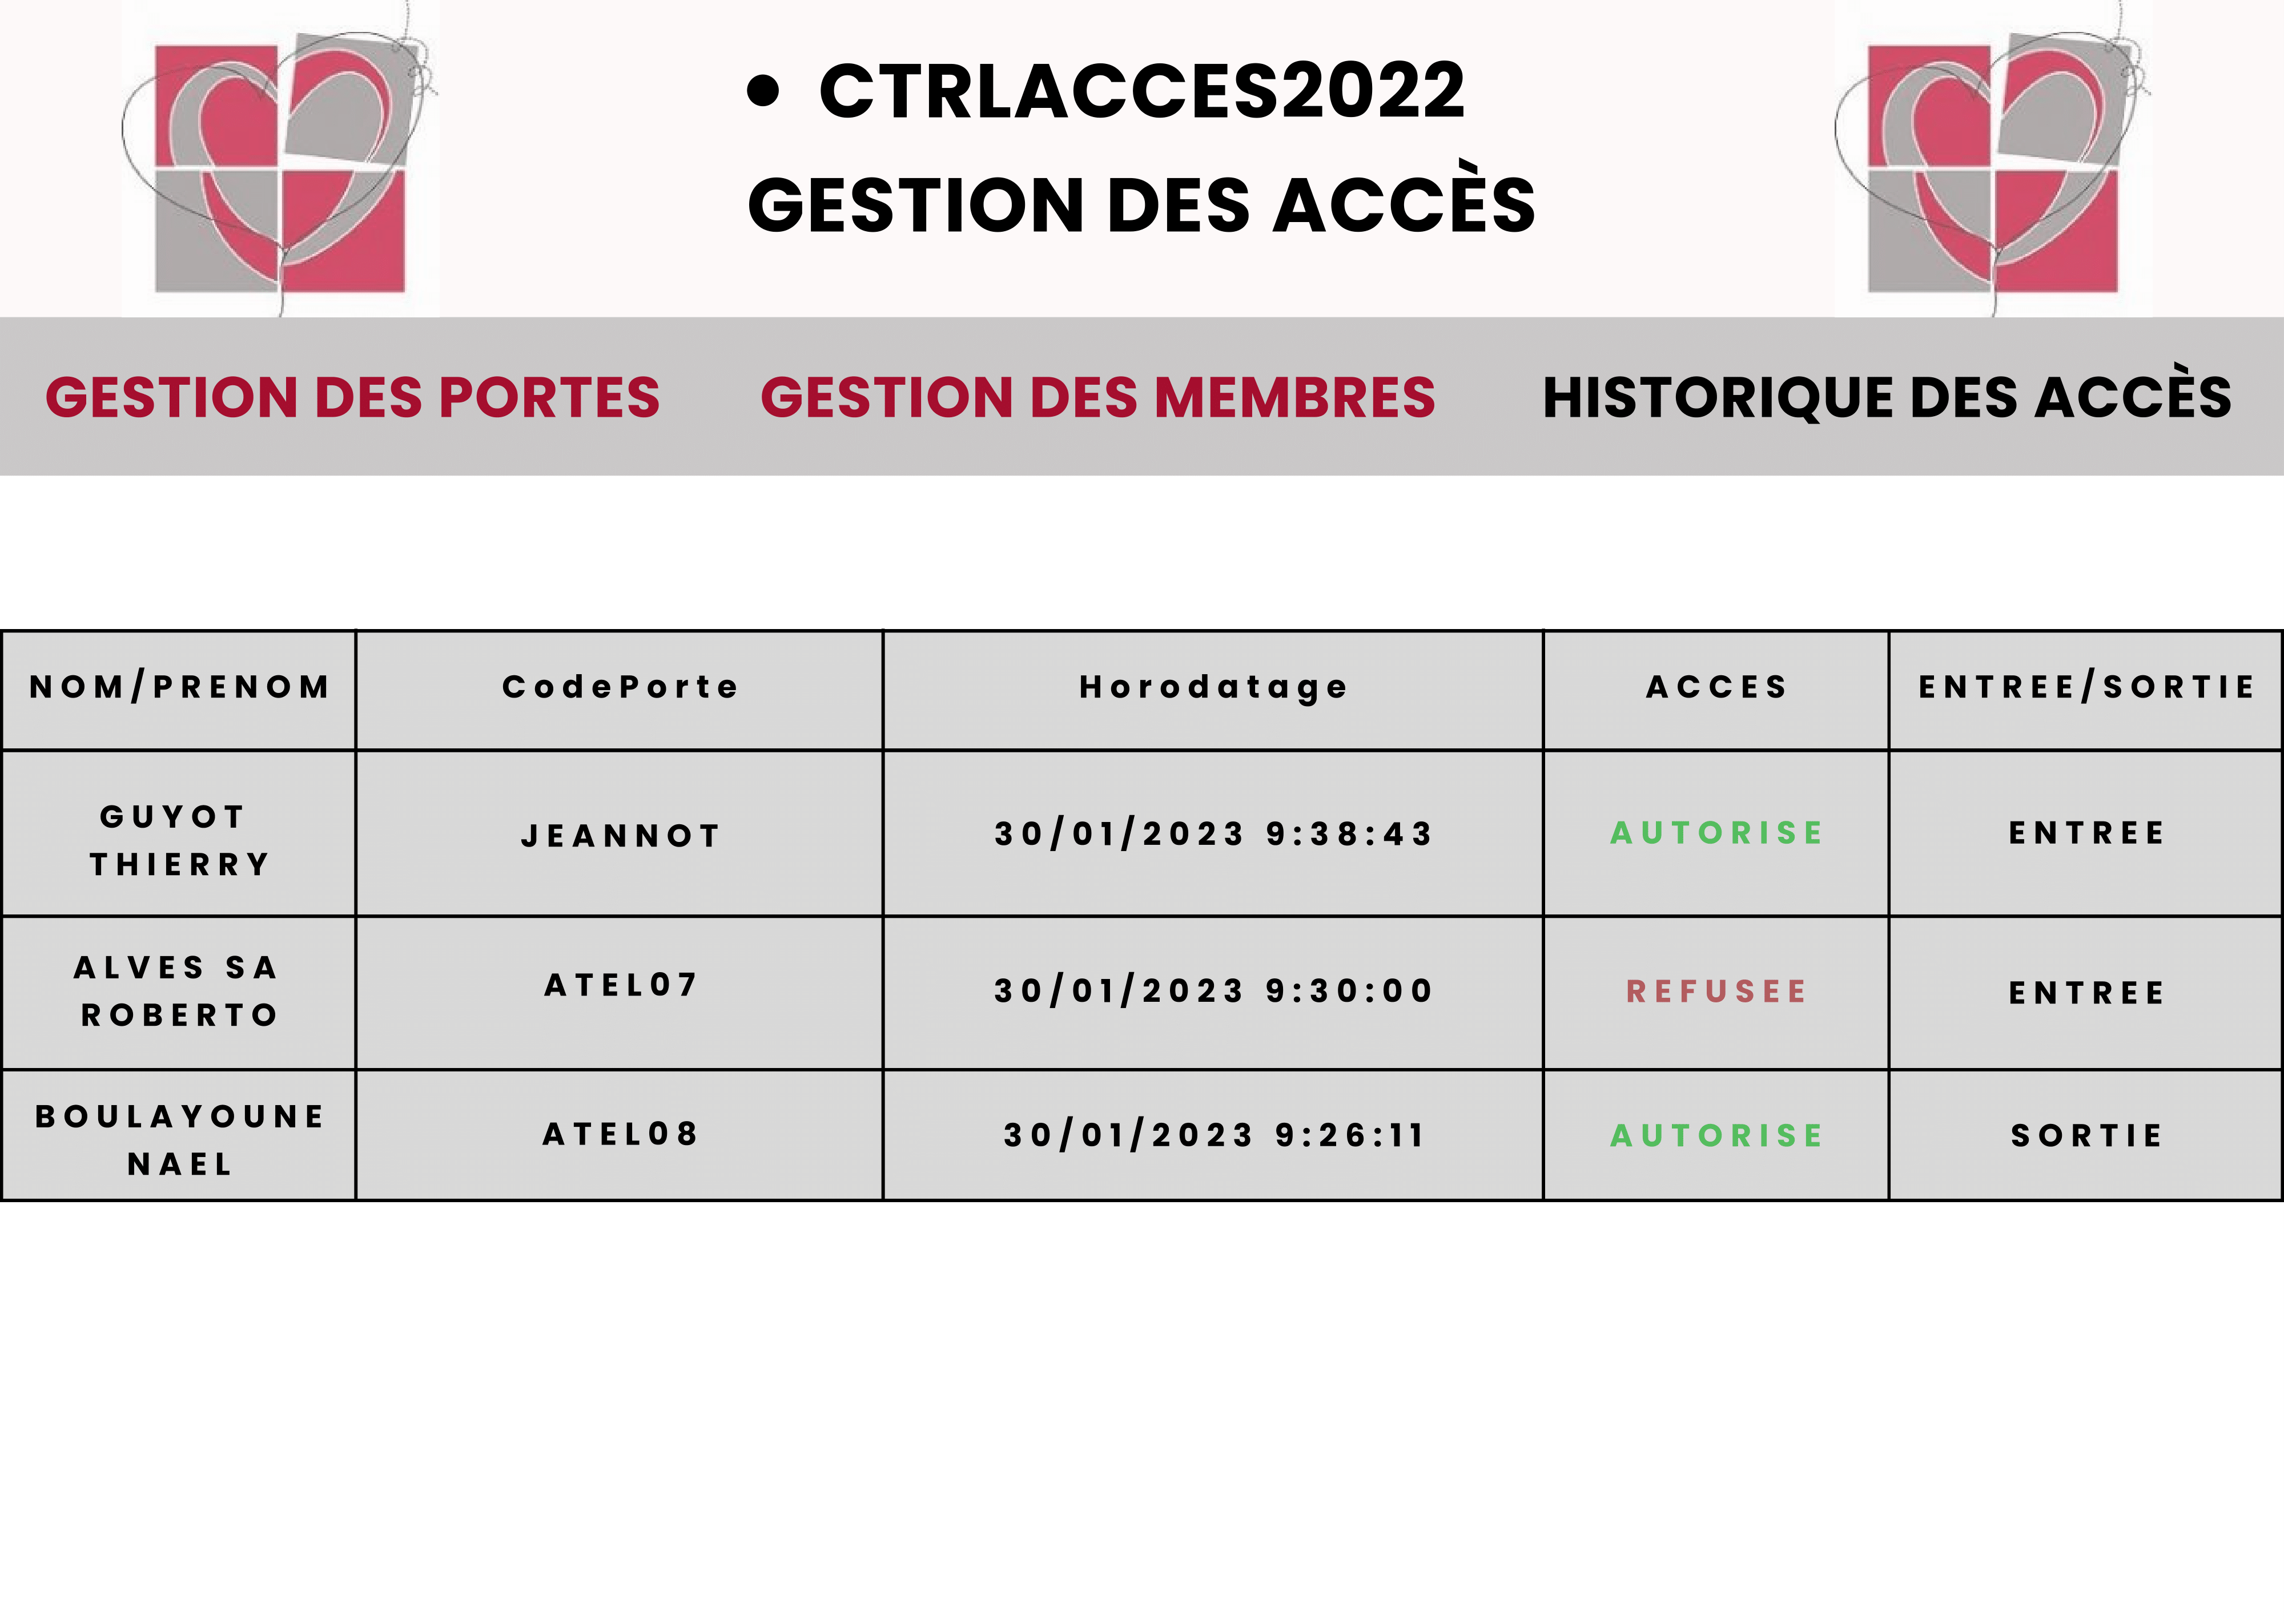 • CTRLACCES2022
GESTION DES ACCÈS
GESTION DES PORTES GESTION DES MEMBRES HISTORIQUE DES ACCÈS
NOM/PRENOM CodePorte Horodatage ACCES ENTREE/SORTIE
GUYOT
THIERRY
JEANNOT
30/01/2023 9:38:43
AUTORISE
ENTREE
ALVES SA
ROBERTO
ATEL07
30/01/2023 9:30:00
REFUSEE
ENTREE
BOULAYOUNE
NAEL
ATEL08
30/01/2023 9:26:11
AUTORISE
SORTIE